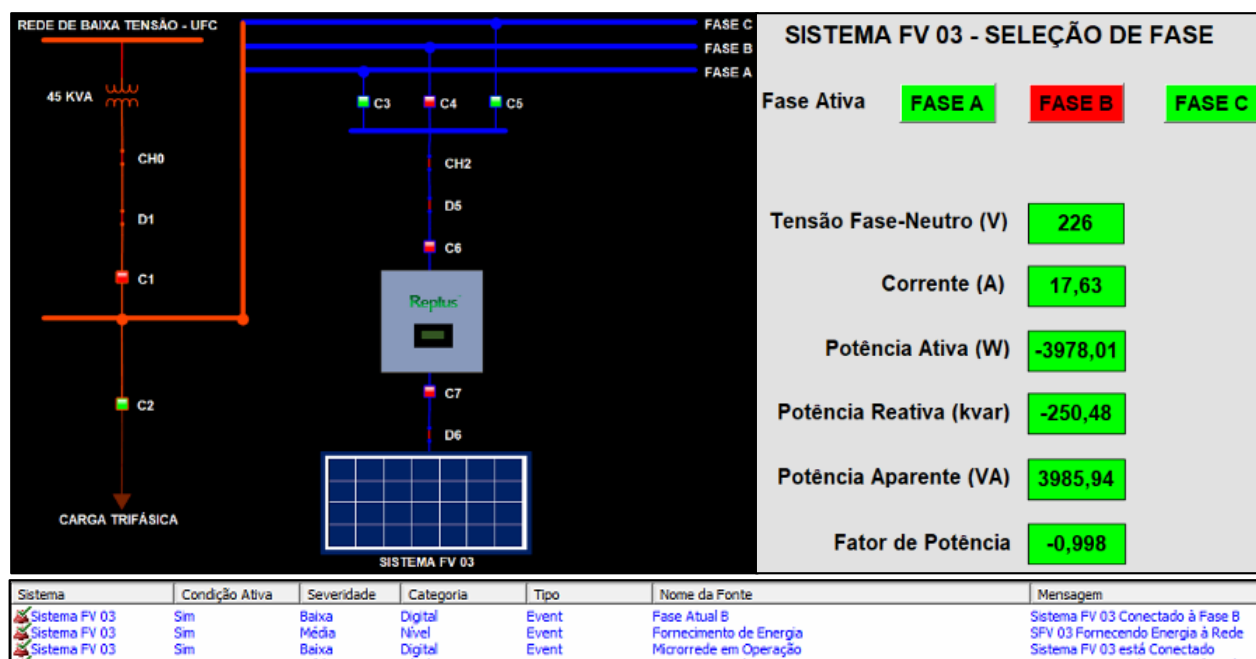 REDE DE BAIXA TENSÃO - UFC
FASE C
FASE B
FASE A
45 KVA
C3
C4
C5
CH0
CH2
D1
D5
C6
C1
Replus
C7
C2
D6
CARGA TRIFÁSICA
SISTEMA FV 03
SISTEMA FV 03 - SELEÇÃO DE FASE
Fase Ativa FASE A FASE B FASE C
Tensão Fase-Neutro (V) 226
Corrente (A) 17,63
Potência Ativa (W) -3978,01
Potência Reativa (kvar) -250,48
Potência Aparente (VA) 3985,94
Fator de Potência -0,998
Sistema Condição Ativa Severidade Categoria Tipo Nome da Fonte Mensagem
Sistema FV 03 Sim Baixa Digital Event Fase Atual B Sistema FV 03 Conectado à Fase B
Sistema FV 03 Sim Média Nível Event Fornecimento de Energia SFV 03 Fornecendo Energia à Rede
Sistema FV 03 Sim Baixa Digital Event Microrrede em Operação Sistema FV 03 está Conectado